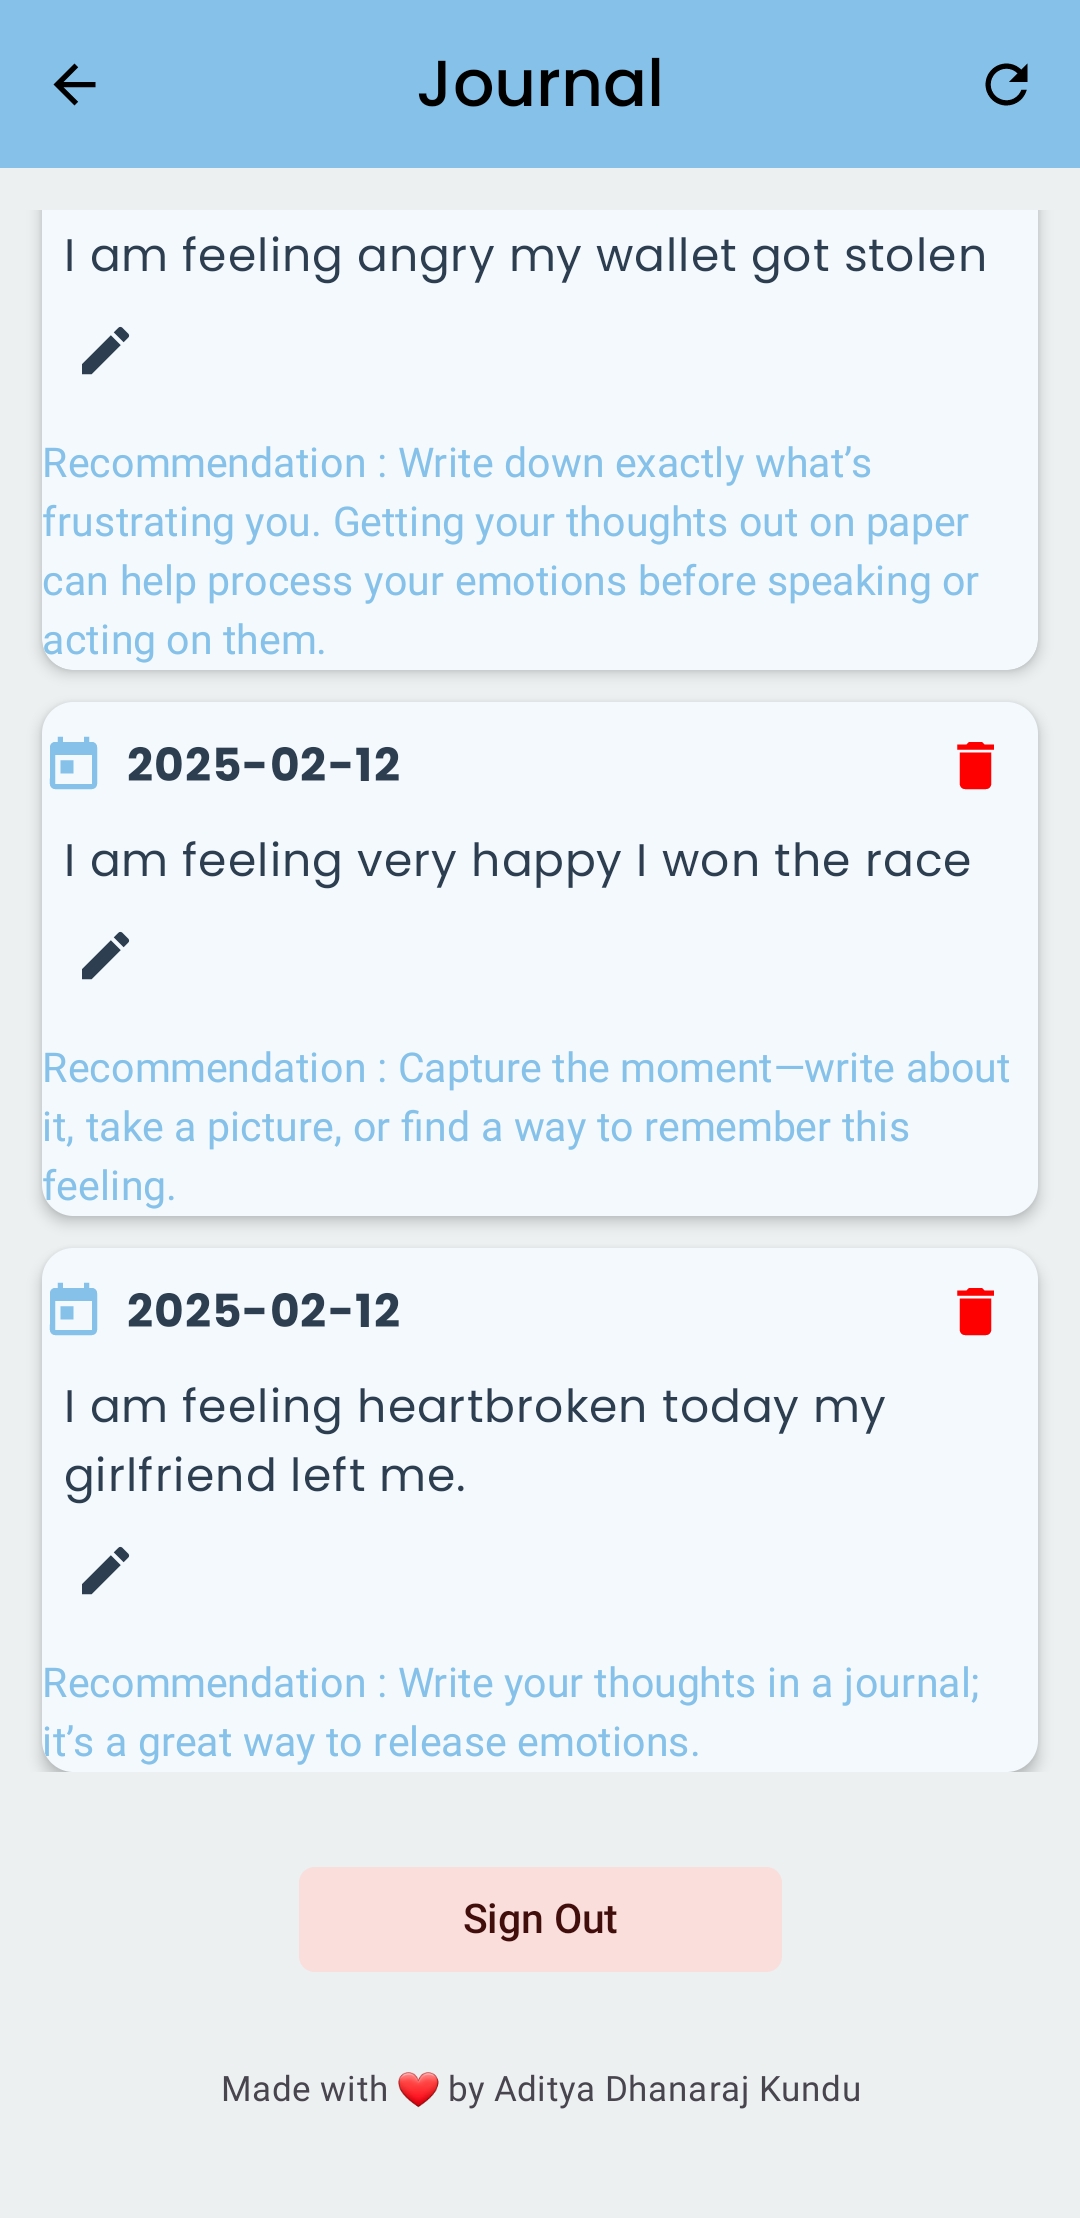 Journal
I am feeling angry my wallet got stolen
Recommendation : Write down exactly what’s
frustrating you. Getting your thoughts out on paper
can help process your emotions before speaking or
acting on them.
2025-02-12
I am feeling very happy I won the race
Recommendation : Capture the moment—write about
it, take a picture, or find a way to remember this
feeling.
2025-02-12
I am feeling heartbroken today my
girlfriend left me.
Recommendation : Write your thoughts in a journal;
it’s a great way to release emotions.
Sign Out
Made with ❤️ by Aditya Dhanaraj Kundu